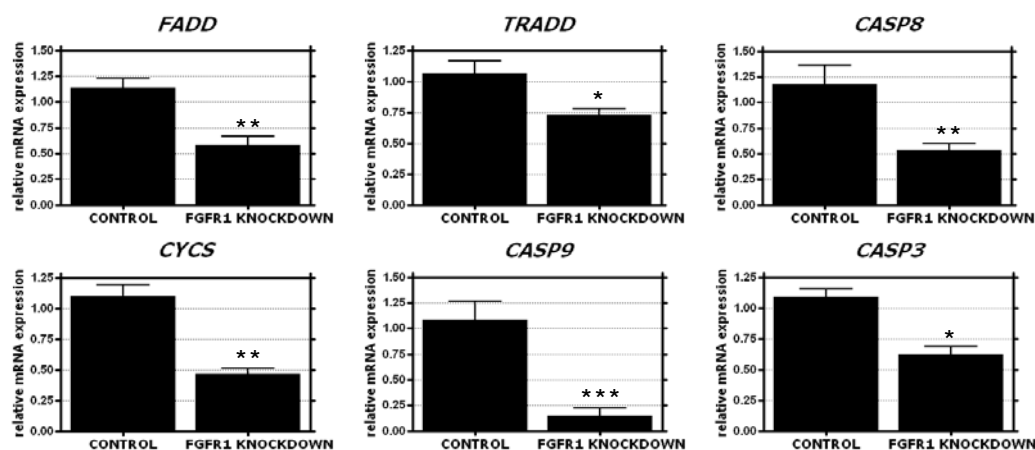 FADD
relative mRNA expression
1.50
1.25
1.00
0.75
0.50
0.25
0.00
**
CONTROL FGFR1 KNOCKDOWN
TRADD
relative mRNA expression
1.25
1.00
0.75
0.50
0.25
0.00
*
CONTROL FGFR1 KNOCKDOWN
CASP8
relative mRNA expression
1.50
1.25
1.00
0.75
0.50
0.25
0.00
**
CONTROL FGFR1 KNOCKDOWN
CYCS
relative mRNA expression
1.25
1.00
0.75
0.50
0.25
0.00
**
CONTROL FGFR1 KNOCKDOWN
CASP9
relative mRNA expression
1.50
1.25
1.00
0.75
0.50
0.25
0.00
***
CONTROL FGFR1 KNOCKDOWN
CASP3
relative mRNA expression
1.25
1.00
0.75
0.50
0.25
0.00
*
CONTROL FGFR1 KNOCKDOWN